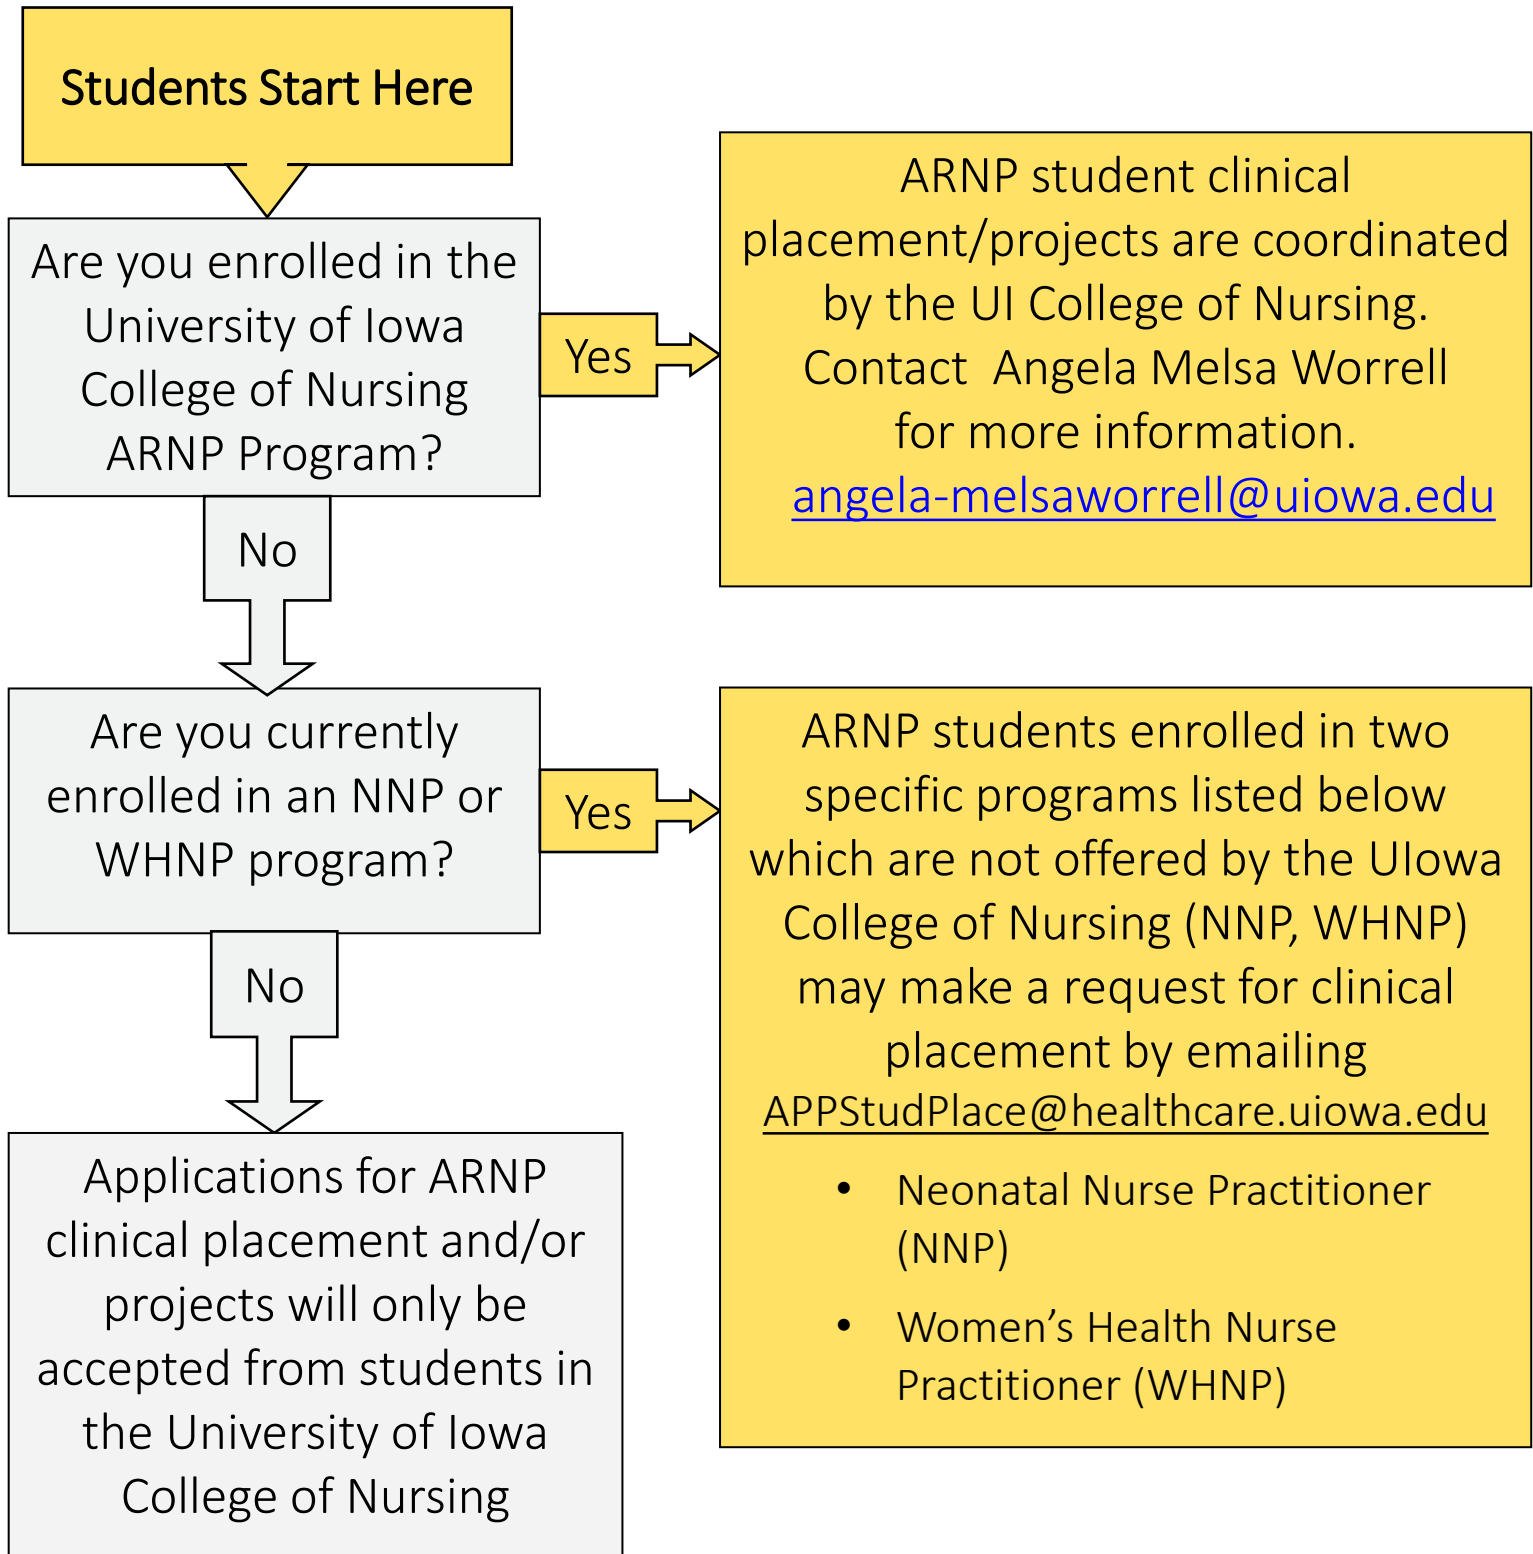 Students Start Here
Are you enrolled in the
University of Iowa
College of Nursing
ARNP Program?
Yes
ARNP student clinical
placement/projects are coordinated
by the UI College of Nursing.
Contact  Angela Melsa Worrell
for more information.
angela-melsaworrell@uiowa.edu
No
Are you currently
enrolled in an NNP or
WHNP program?
Yes
ARNP students enrolled in two
specific programs listed below
which are not offered by the UIowa
College of Nursing (NNP, WHNP)
may make a request for clinical
placement by emailing
APPStudPlace@healthcare.uiowa.edu
• Neonatal Nurse Practitioner
(NNP)
• Women’s Health Nurse
Practitioner (WHNP)
No
Applications for ARNP
clinical placement and/or
projects will only be
accepted from students in
the University of Iowa
College of Nursing